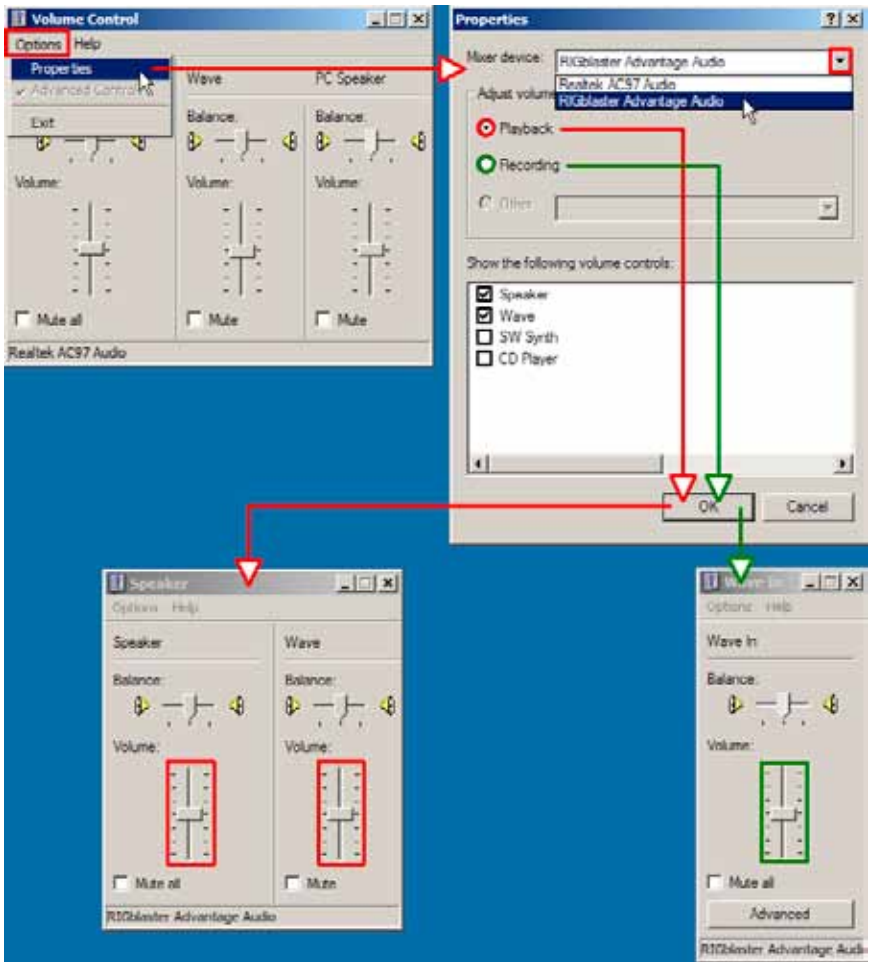 Volume Control
Options Help
Properties
Advanced Controls
Exit
Wave
PC Speaker
Balance:
Balance:
Volume:
Volume:
Volume:
Mute all
Mute
Mute
Realtek AC97 Audio
Properties
Mixer device:
RIGblaster Advantage Audio
Realtek AC97 Audio
RIGblaster Advantage Audio
Adjust volume
Playback
Recording
Other
Show the following volume controls:
Speaker
Wave
SW Synth
CD Player
OK
Cancel
Speaker
Options Help
Speaker
Wave
Balance:
Balance:
Volume:
Volume:
Mute all
Mute
RIGblaster Advantage Audio
Wave In
Options Help
Wave In
Balance:
Volume:
Mute all
Advanced
RIGblaster Advantage Audi